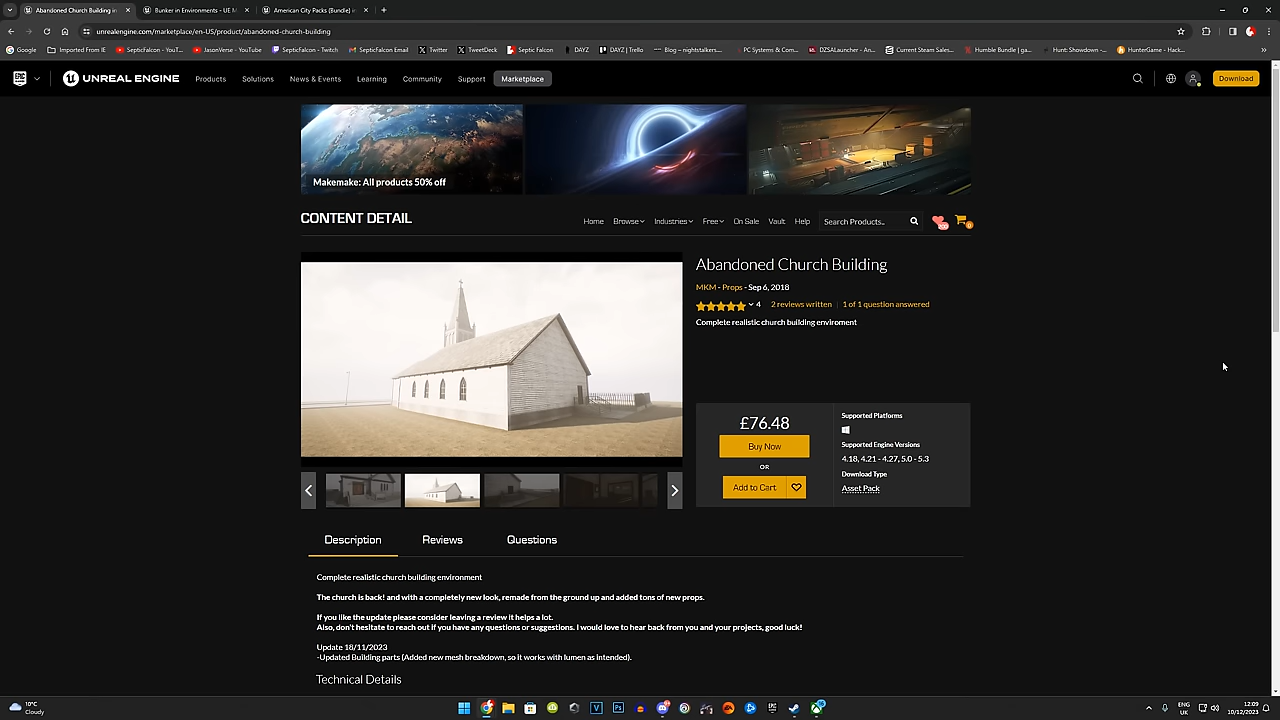 Abandoned Church Building in
Bunker in Environments - UE M
American City Packs (Bundle) in
unrealengine.com/marketplace/en-US/product/abandoned-church-building
Google
Imported From IE
SepticFalcon - YouT...
JasonVerse - YouTube
SepticFalcon - Twitch
SepticFalcon Email
Twitter
TweetDeck
Septic Falcon
DAYZ
DAYZ | Trello
Blog – nightstalkers....
PC Systems & Com...
DZSALauncher - An...
Current Steam Sales...
Humble Bundle | ga...
Hunt: Showdown -...
HunterGame - Hack...
UNREAL ENGINE
Products
Solutions
News & Events
Learning
Community
Support
Marketplace
Download
Makemake: All products 50% off
CONTENT DETAIL
Home
Browse
Industries
Free
On Sale
Vault
Help
Search Products..
0
Abandoned Church Building
MKM - Props - Sep 6, 2018
4
2 reviews written
1 of 1 question answered
Complete realistic church building enviroment
£76.48
Buy Now
OR
Add to Cart
Supported Platforms
Supported Engine Versions
4.18, 4.21 - 4.27, 5.0 - 5.3
Download Type
Asset Pack
Description
Reviews
Questions
Complete realistic church building environment
The church is back! and with a completely new look, remade from the ground up and added tons of new props.
If you like the update please consider leaving a review it helps a lot.
Also, don't hesitate to reach out if you have any questions or suggestions. I would love to hear back from you and your projects, good luck!
Update 18/11/2023
-Updated Building parts (Added new mesh breakdown, so it works with lumen as intended).
Technical Details
10°C
Cloudy
ENG
UK
12:09
10/12/2023